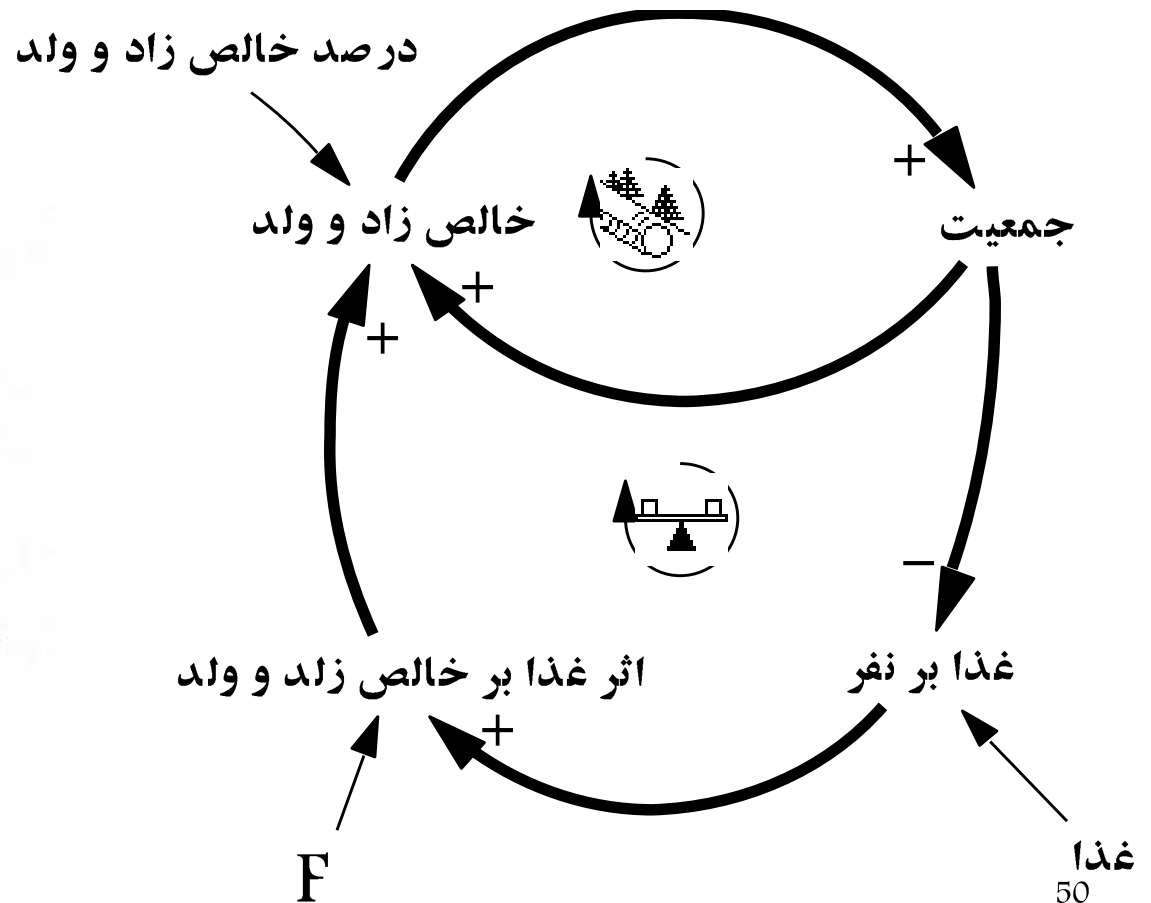 درصد خالص زاد و ولد
+
خالص زاد و ولد
جمعیت
+
+
−
اثر غذا بر خالص زلد و ولد
غذا بر نفر
+
F
غذا
50